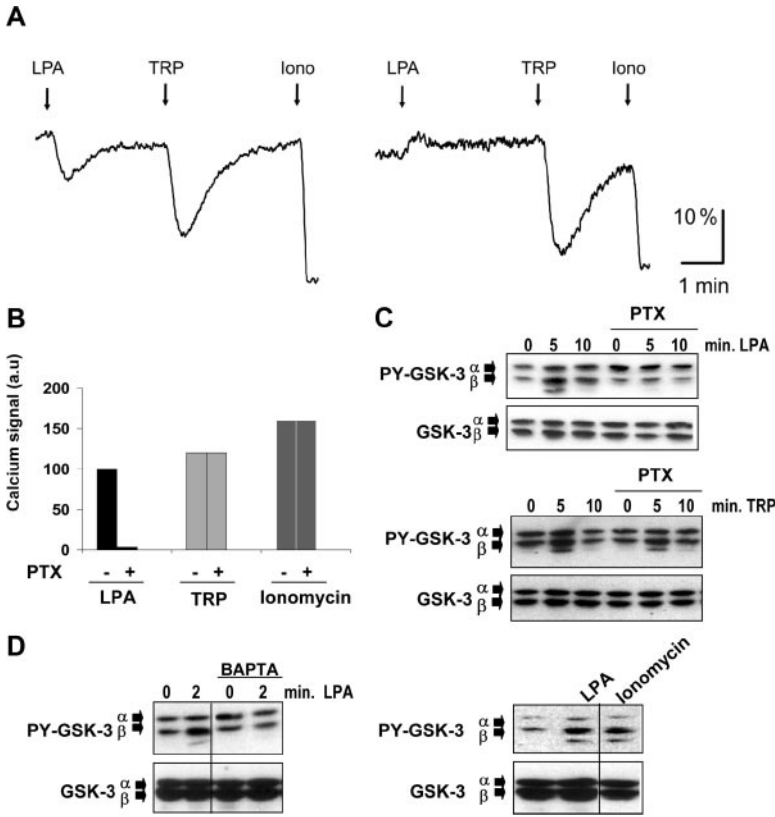 A
LPA TRP Iono
LPA TRP Iono
10 %
1 min
B
Calcium signal (a.u)
200
150
100
50
0
PTX - + - + - +
LPA TRP Ionomycin
C
PTX
0 5 10 0 5 10 min. LPA
PY-GSK-3 α
β
GSK-3 α
β
PTX
0 5 10 0 5 10 min. TRP
PY-GSK-3 α
β
GSK-3 α
β
D
BAPTA
0 2 0 2 min. LPA
PY-GSK-3 α
β
GSK-3 α
β
LPA Ionomycin
PY-GSK-3 α
β
GSK-3 α
β